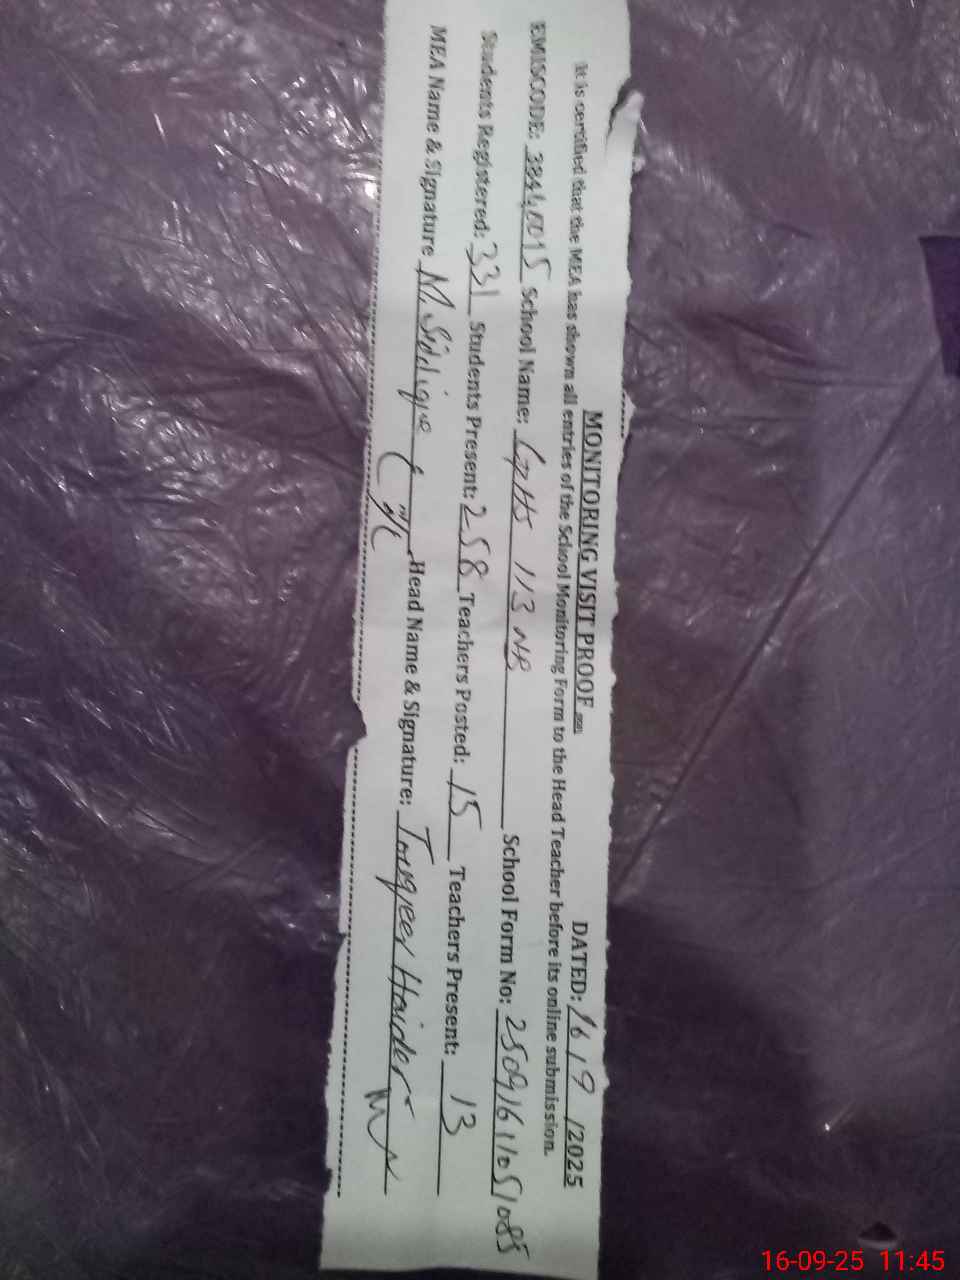 MONITORING VISIT PROOF DATED: 16/9/2025
It is certified that the MEA has shown all entries of the School Monitoring Form to the Head Teacher before its online submission.
EMISCODE: 38440015 School Name: GPHS 113 NB School Form No: 2509161051085
Students Registered: 331 Students Present: 258 Teachers Posted: 15 Teachers Present: 13
MEA Name & Signature M. Siddique Head Name & Signature: Touqeer Haider
16-09-25 11:45